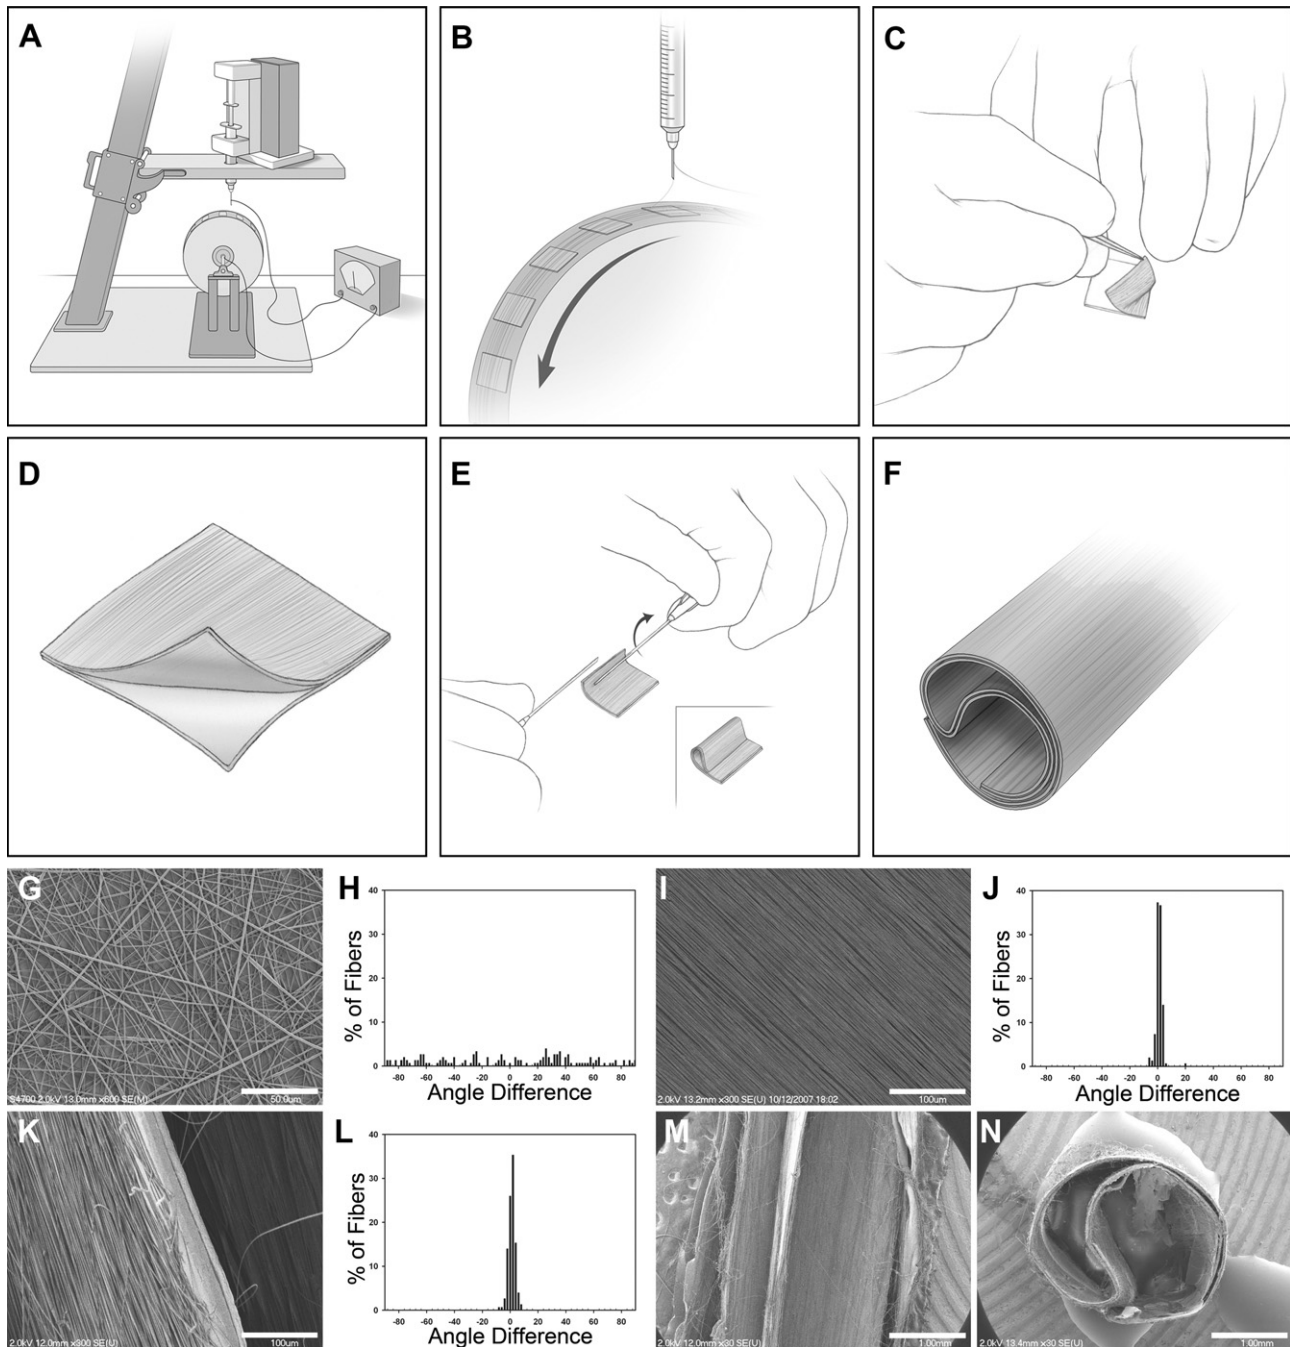 A
B
C
D
E
F
G
S4700 2.0kV 13.0mm x600 SE(M)
50.0um
H
% of Fibers
40
30
20
10
0
-80 -60 -40 -20 0 20 40 60 80
Angle Difference
I
2.0kV 13.2mm x300 SE(U) 10/12/2007 18:02
100um
J
% of Fibers
40
30
20
10
0
-80 -60 -40 -20 0 20 40 60 80
Angle Difference
K
2.0kV 12.0mm x300 SE(U)
100um
L
% of Fibers
40
30
20
10
0
-80 -60 -40 -20 0 20 40 60 80
Angle Difference
M
2.0kV 12.0mm x30 SE(U)
1.00mm
N
2.0kV 13.4mm x30 SE(U)
1.00mm